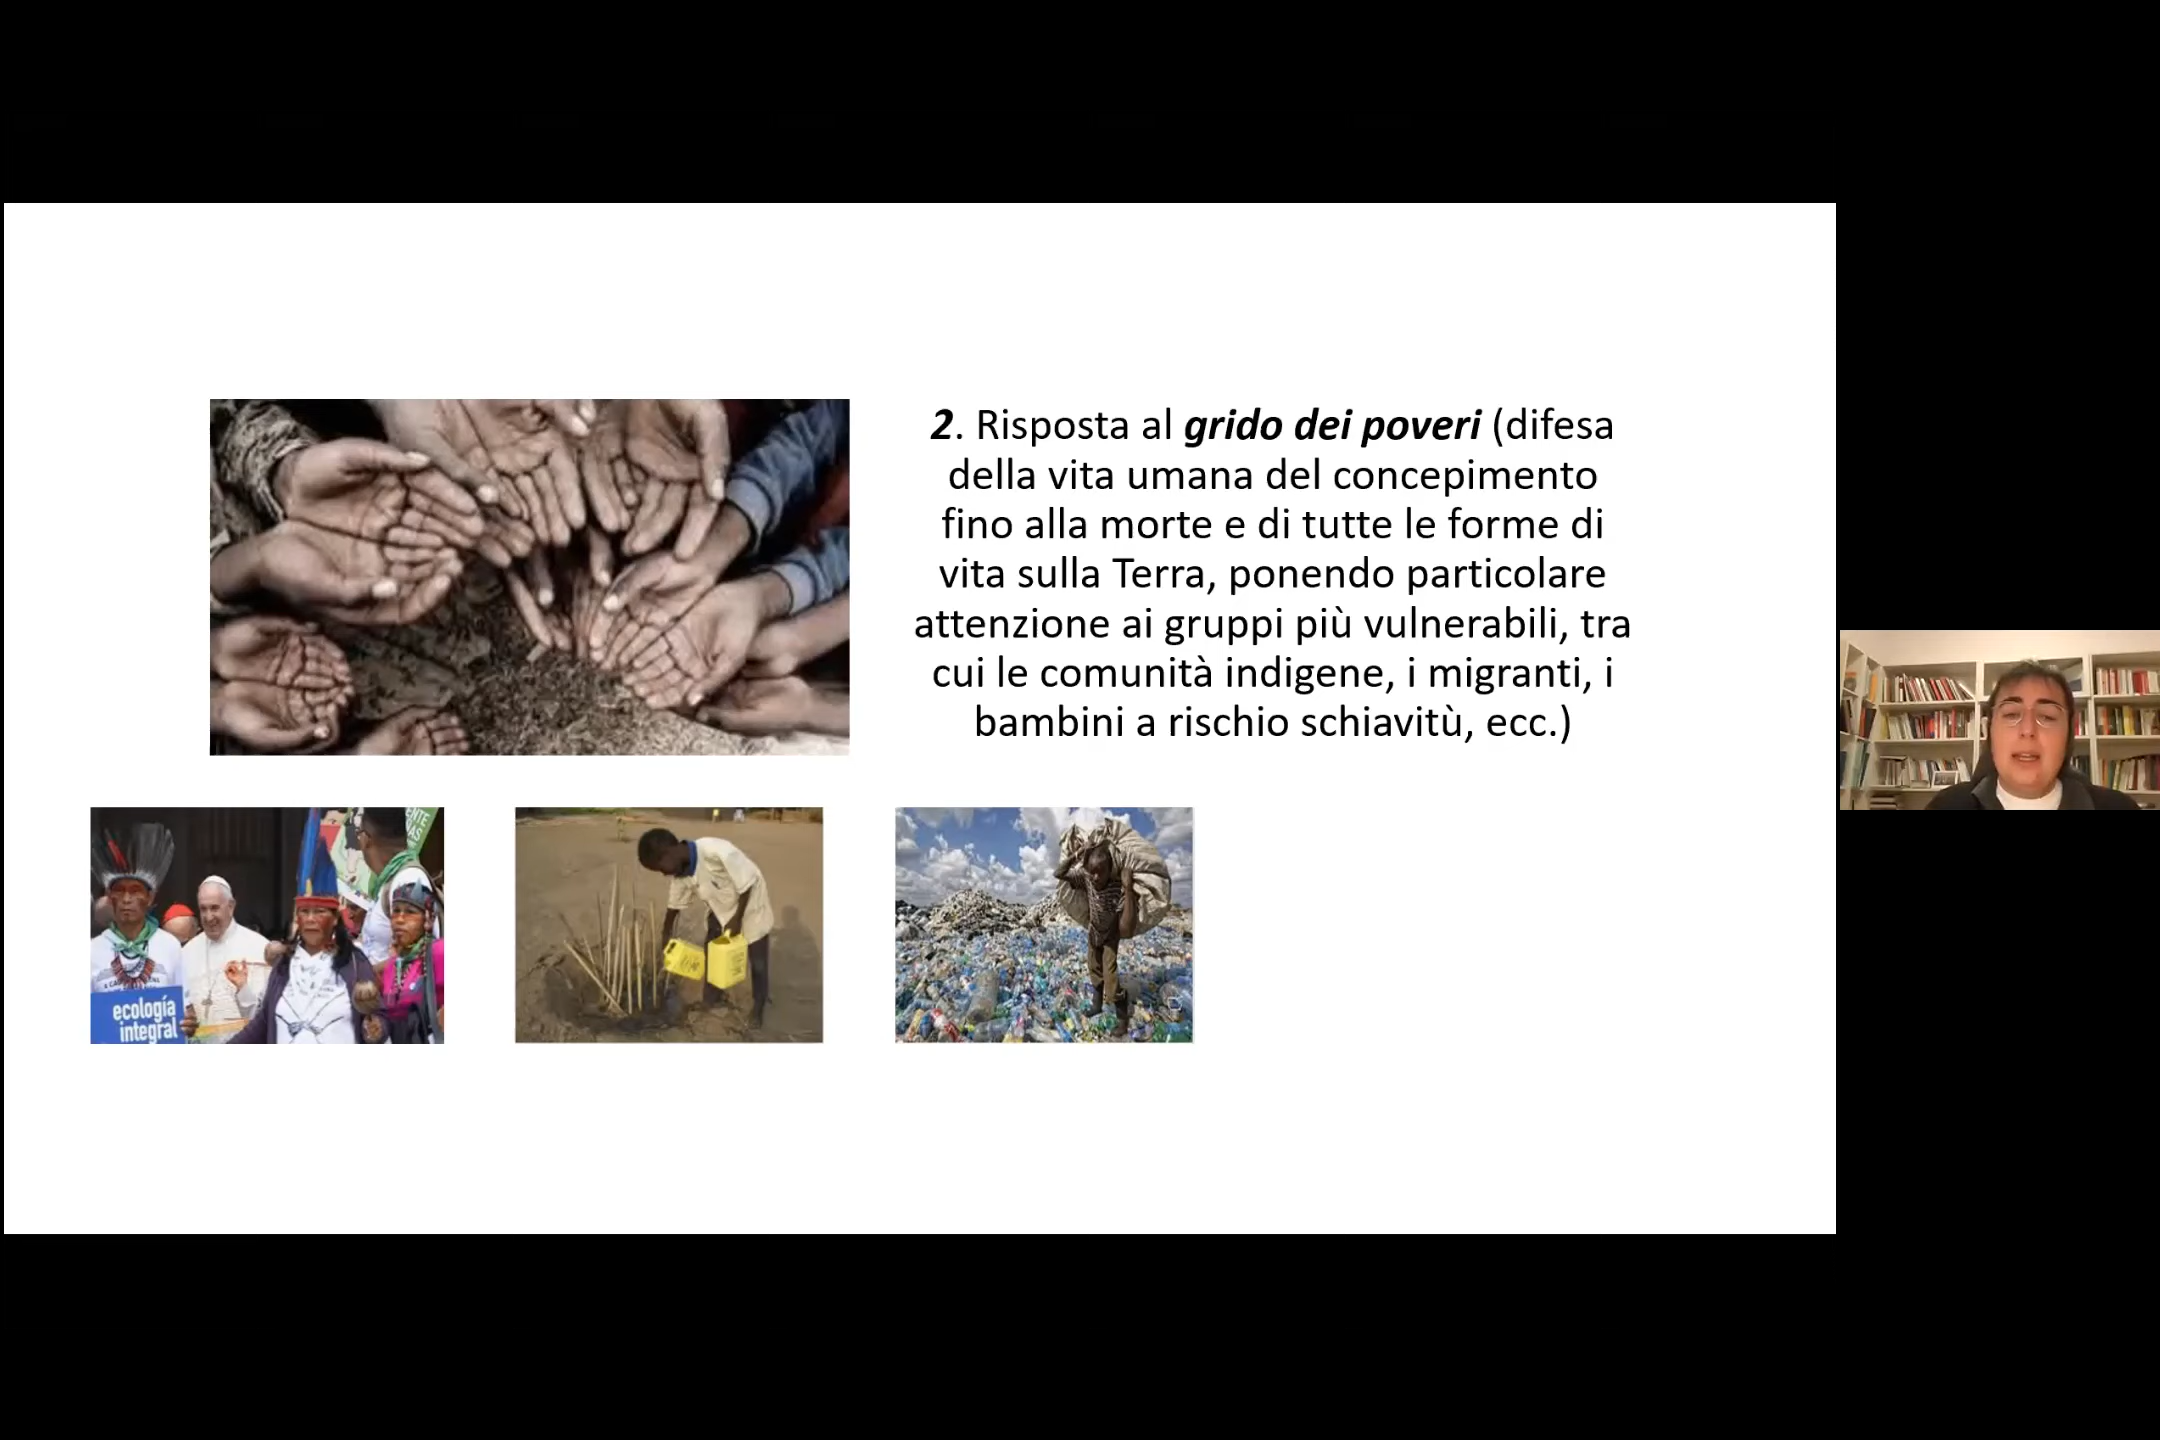 2. Risposta al grido dei poveri (difesa
della vita umana del concepimento
fino alla morte e di tutte le forme di
vita sulla Terra, ponendo particolare
attenzione ai gruppi più vulnerabili, tra
cui le comunità indigene, i migranti, i
bambini a rischio schiavitù, ecc.)
ecología
integral